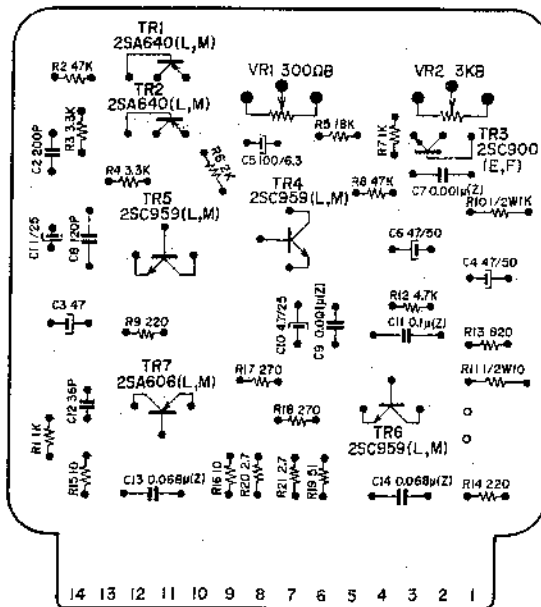 TR1
2SA640(L,M)
R2 47K
TR2
2SA640(L,M)
VR1 300ΩB
VR2 3KB
C2 200P
R3 3.3K
R6 2K
C5 100/6.3
R5 18K
R7 1K
TR3
2SC900
(E,F)
R4 3.3K
TR5
2SC959(L,M)
TR4
2SC959(L,M)
R8 47K
C7 0.001μ(Z)
R10 1/2W1K
C1 1/25
C8 120P
C6 47/50
C4 47/50
C3 47
R9 220
C10 47/25
C9 0.001μ(Z)
R12 4.7K
C11 0.1μ(Z)
R13 820
TR7
2SA606(L,M)
R17 270
R11 1/2W10
C12 36P
R18 270
TR6
2SC959(L,M)
R1 1K
R15 10
C13 0.068μ(Z)
R16 10
R20 2.7
R21 2.7
R19 51
C14 0.068μ(Z)
R14 220
14 13 12 11 10 9 8 7 6 5 4 3 2 1